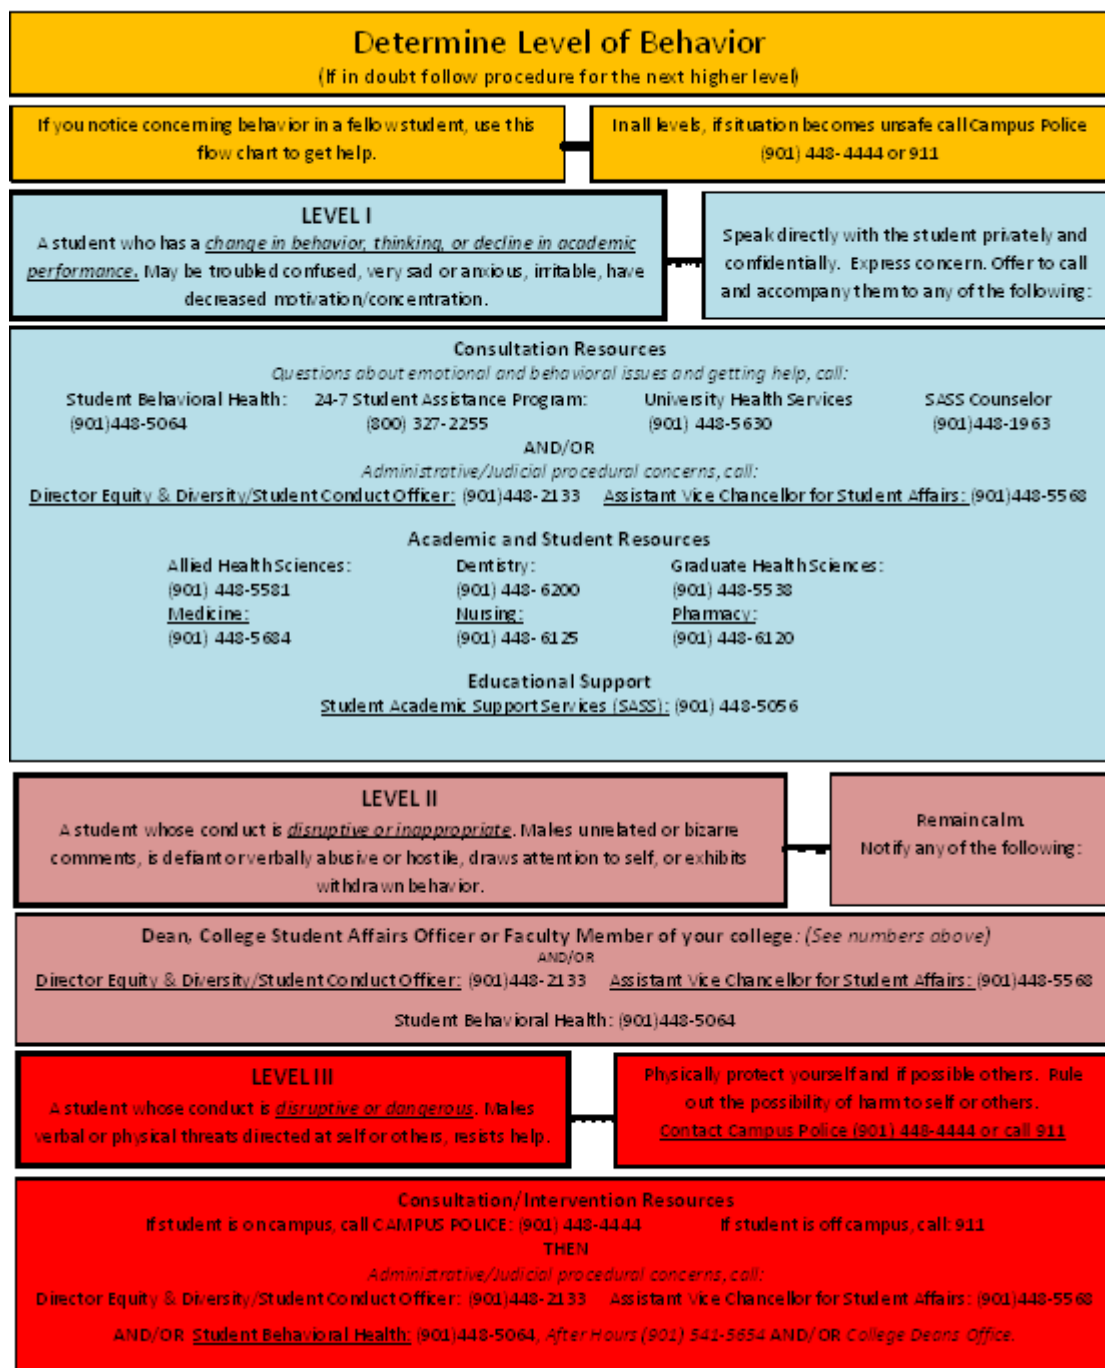 Determine Level of Behavior
(If in doubt follow procedure for the next higher level)
If you notice concerning behavior in a fellow student, use this
flow chart to get help.
In all levels, if situation becomes unsafe call Campus Police
(901) 448-4444 or 911
LEVEL I
A student who has a change in behavior, thinking, or decline in academic
performance. May be troubled confused, very sad or anxious, irritable, have
decreased motivation/concentration.
Speak directly with the student privately and
confidentially. Express concern. Offer to call
and accompany them to any of the following:
Consultation Resources
Questions about emotional and behavioral issues and getting help, call:
Student Behavioral Health: 24-7 Student Assistance Program: University Health Services SASS Counselor
(901)448-5064 (800) 327-2255 (901) 448-5630 (901)448-1963
AND/OR
Administrative/Judicial procedural concerns, call:
Director Equity & Diversity/Student Conduct Officer: (901)448-2133 Assistant Vice Chancellor for Student Affairs: (901)448-5568
Academic and Student Resources
Allied Health Sciences: Dentistry: Graduate Health Sciences:
(901) 448-5581 (901) 448-6200 (901) 448-5538
Medicine: Nursing: Pharmacy:
(901) 448-5684 (901) 448-6125 (901) 448-6120
Educational Support
Student Academic Support Services (SASS): (901) 448-5056
LEVEL II
A student whose conduct is disruptive or inappropriate. Makes unrelated or bizarre
comments, is defiant or verbally abusive or hostile, draws attention to self, or exhibits
withdrawn behavior.
Remain calm.
Notify any of the following:
Dean, College Student Affairs Officer or Faculty Member of your college: (See numbers above)
AND/OR
Director Equity & Diversity/Student Conduct Officer: (901)448-2133 Assistant Vice Chancellor for Student Affairs: (901)448-5568
Student Behavioral Health: (901)448-5064
LEVEL III
A student whose conduct is disruptive or dangerous. Makes
verbal or physical threats directed at self or others, resists help.
Physically protect yourself and if possible others. Rule
out the possibility of harm to self or others.
Contact Campus Police (901) 448-4444 or call 911
Consultation/Intervention Resources
If student is on campus, call CAMPUS POLICE: (901) 448-4444 If student is off campus, call: 911
THEN
Administrative/Judicial procedural concerns, call:
Director Equity & Diversity/Student Conduct Officer: (901)448-2133 Assistant Vice Chancellor for Student Affairs: (901)448-5568
AND/OR Student Behavioral Health: (901)448-5064, After Hours (901) 541-5654 AND/OR College Deans Office.